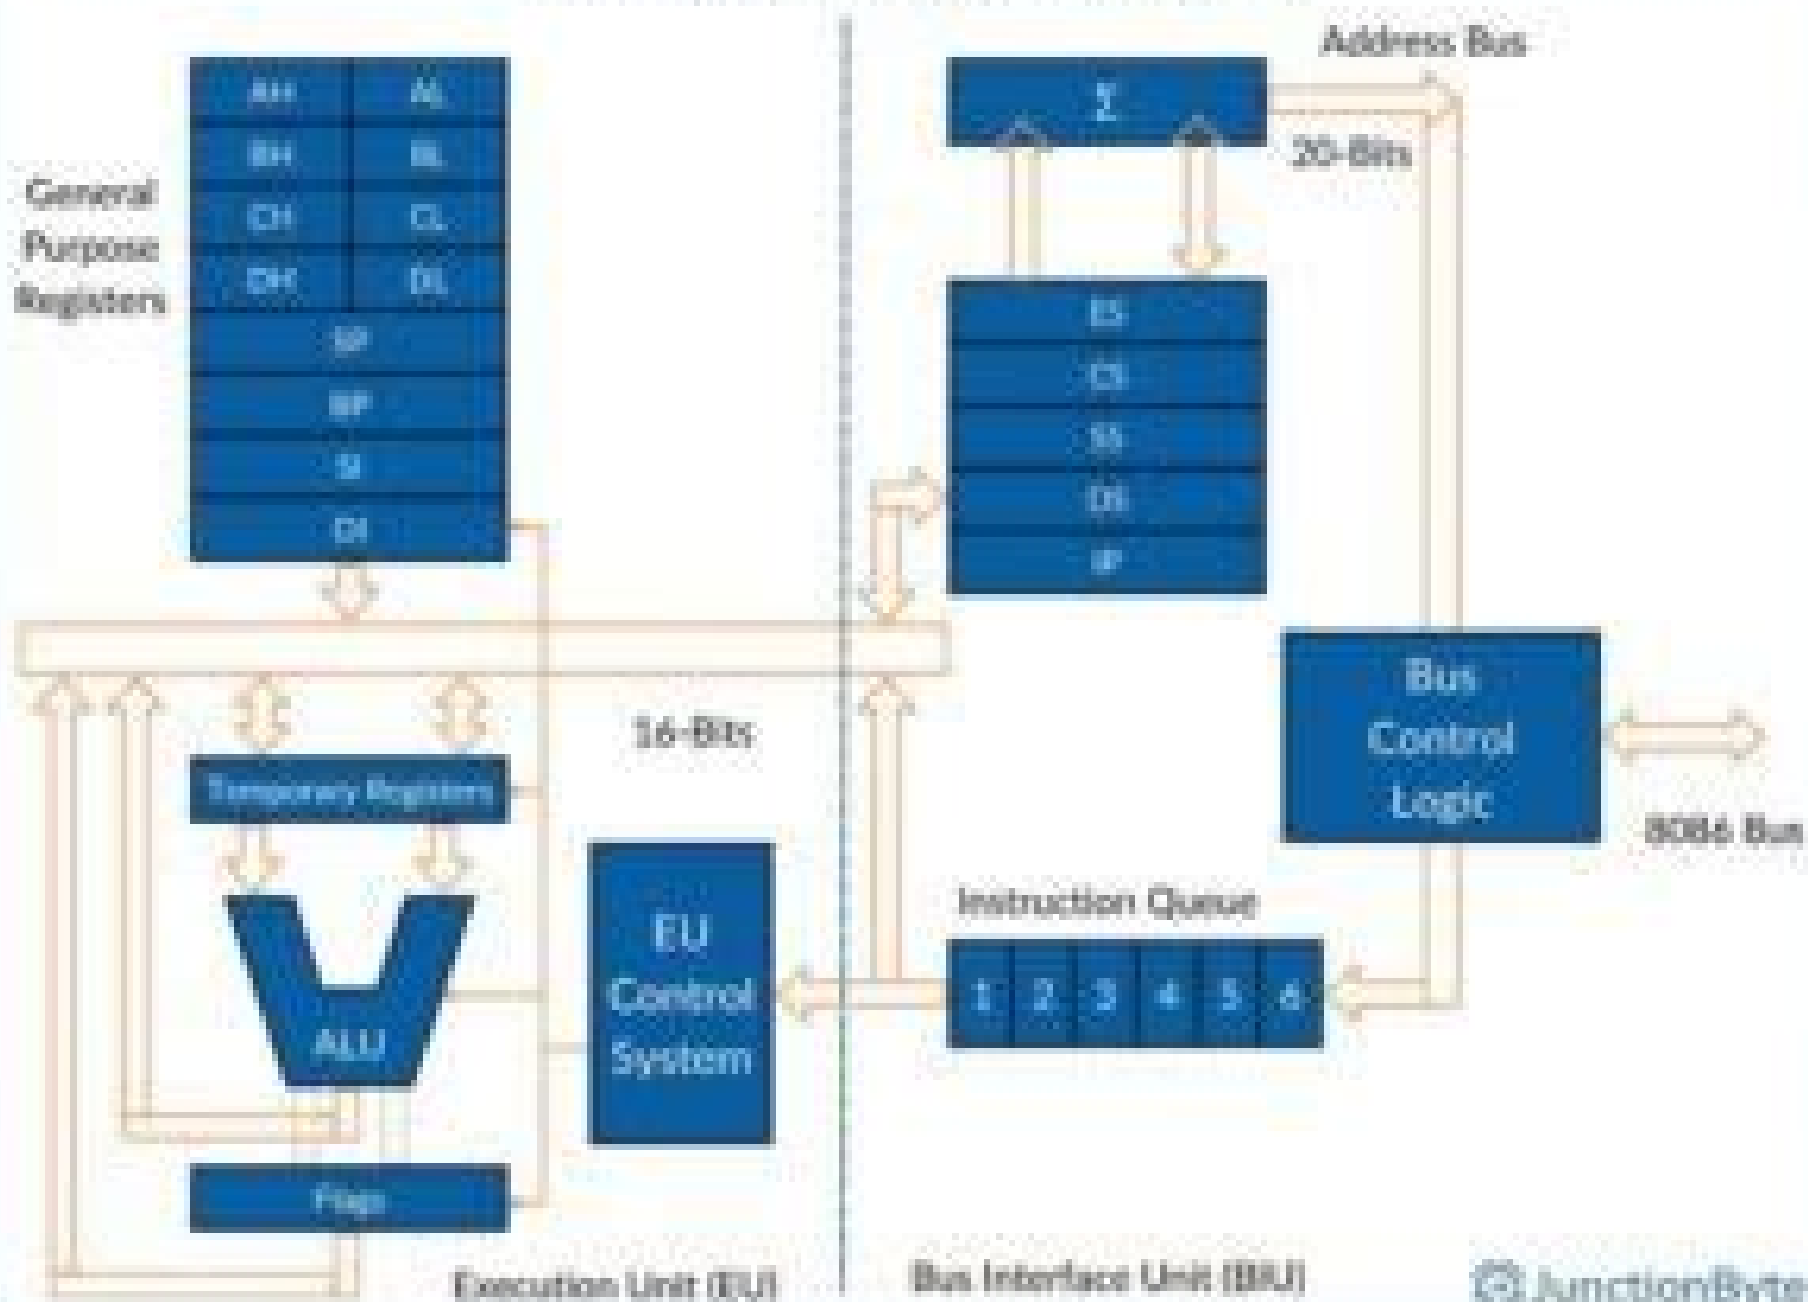 General
Purpose
Registers
AH AL
BH BL
CH CL
DH DL
SP
BP
SI
DI
16-Bits
Temporary Registers
ALU
Flags
EU
Control
System
Execution Unit (EU)
Address Bus
Σ
20-Bits
ES
CS
SS
DS
IP
Bus
Control
Logic
8086 Bus
Instruction Queue
1 2 3 4 5 6
Bus Interface Unit (BIU)
JunctionByte